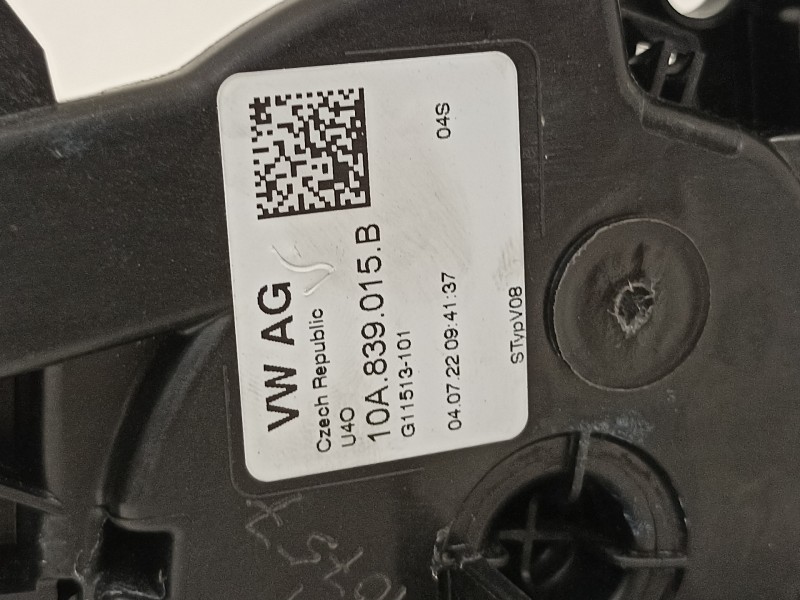 VW AG
Czech Republic
U4O
10A.839.015.B
G11513-101
04S
04.07.22 09:41:37
STypV08